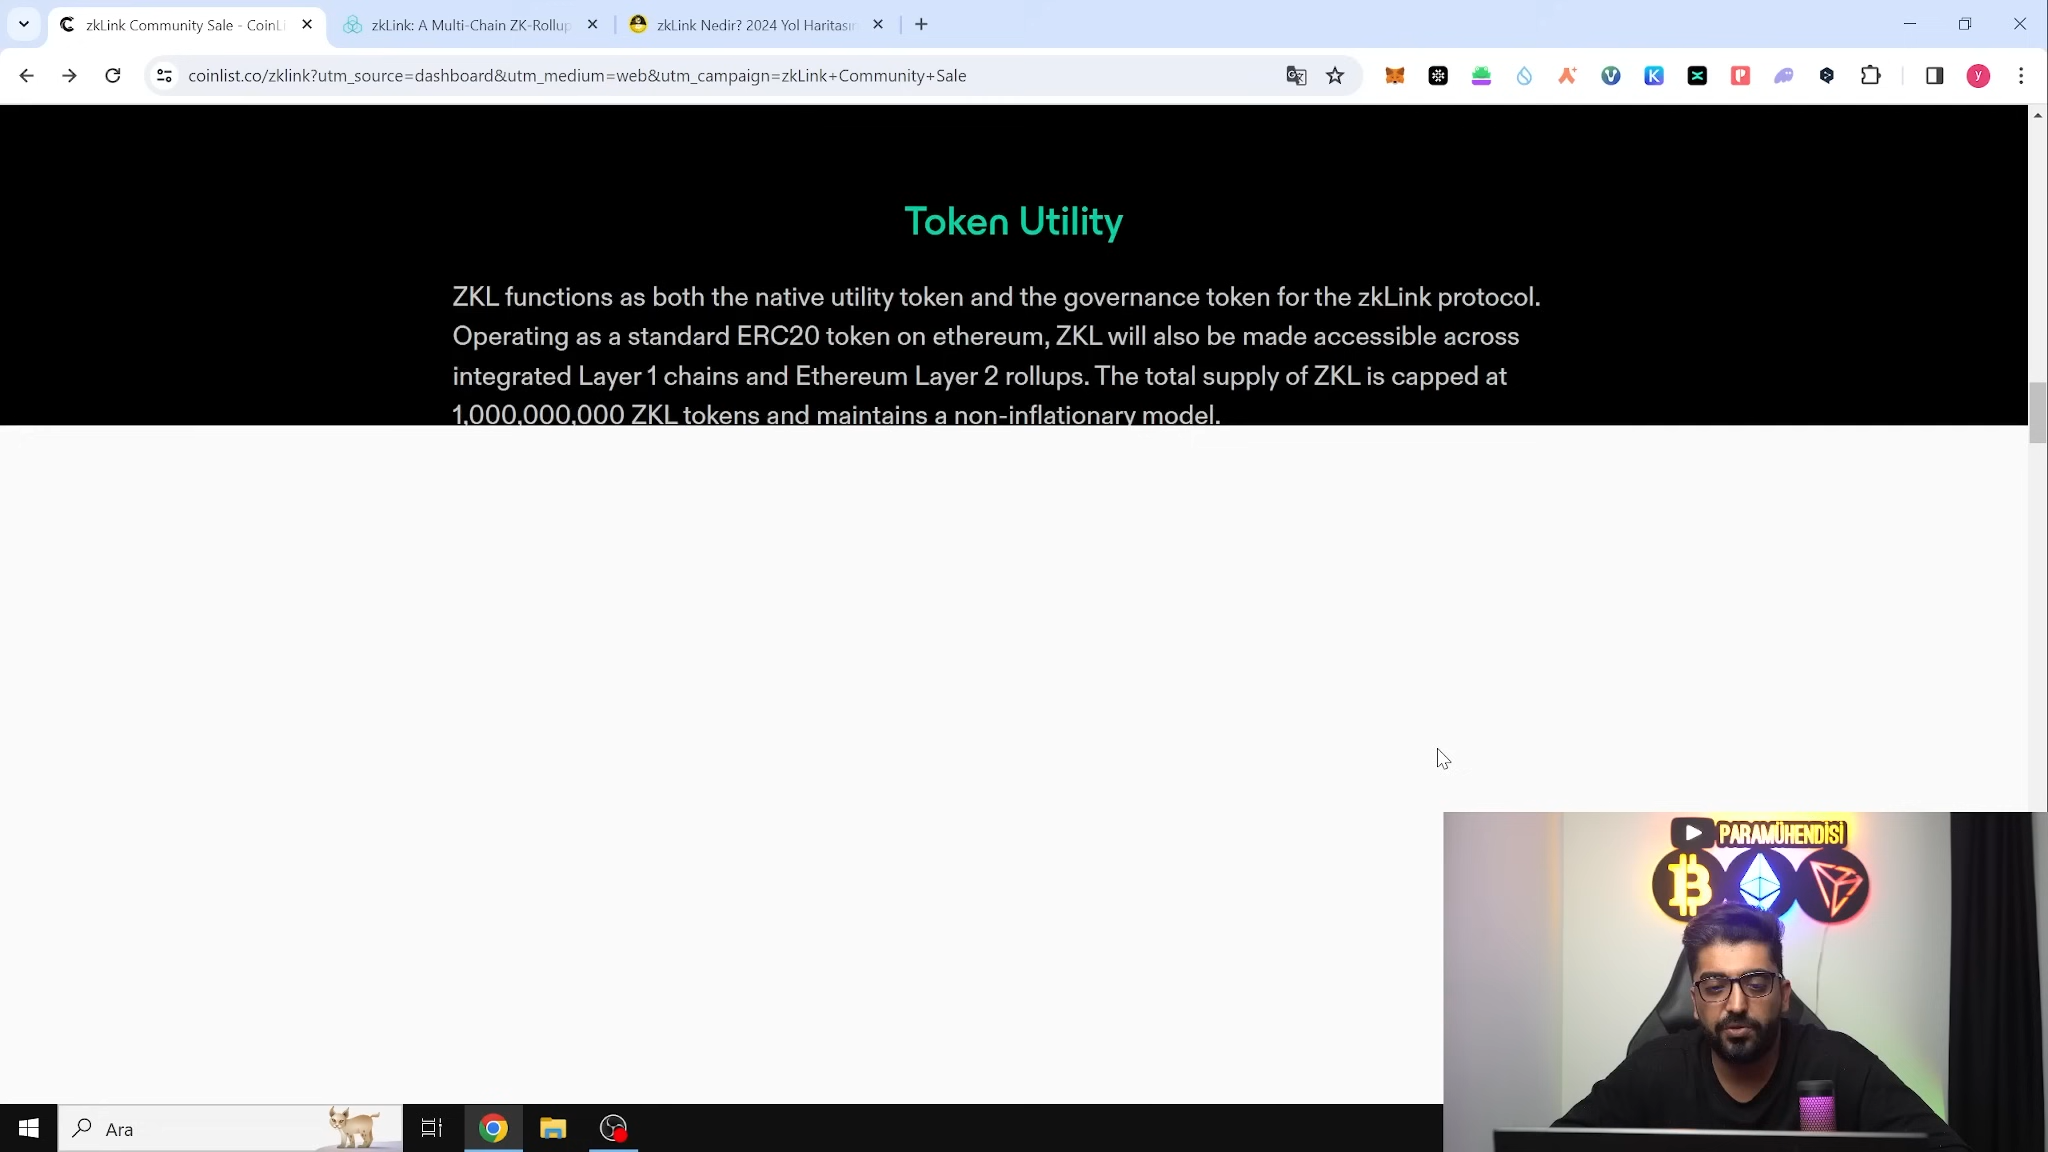 zkLink Community Sale - CoinLi
zkLink: A Multi-Chain ZK-Rollup
zkLink Nedir? 2024 Yol Haritası
coinlist.co/zklink?utm_source=dashboard&utm_medium=web&utm_campaign=zkLink+Community+Sale
Token Utility
ZKL functions as both the native utility token and the governance token for the zkLink protocol.
Operating as a standard ERC20 token on ethereum, ZKL will also be made accessible across
integrated Layer 1 chains and Ethereum Layer 2 rollups. The total supply of ZKL is capped at
1,000,000,000 ZKL tokens and maintains a non-inflationary model.
PARAMÜHENDİSİ
Ara